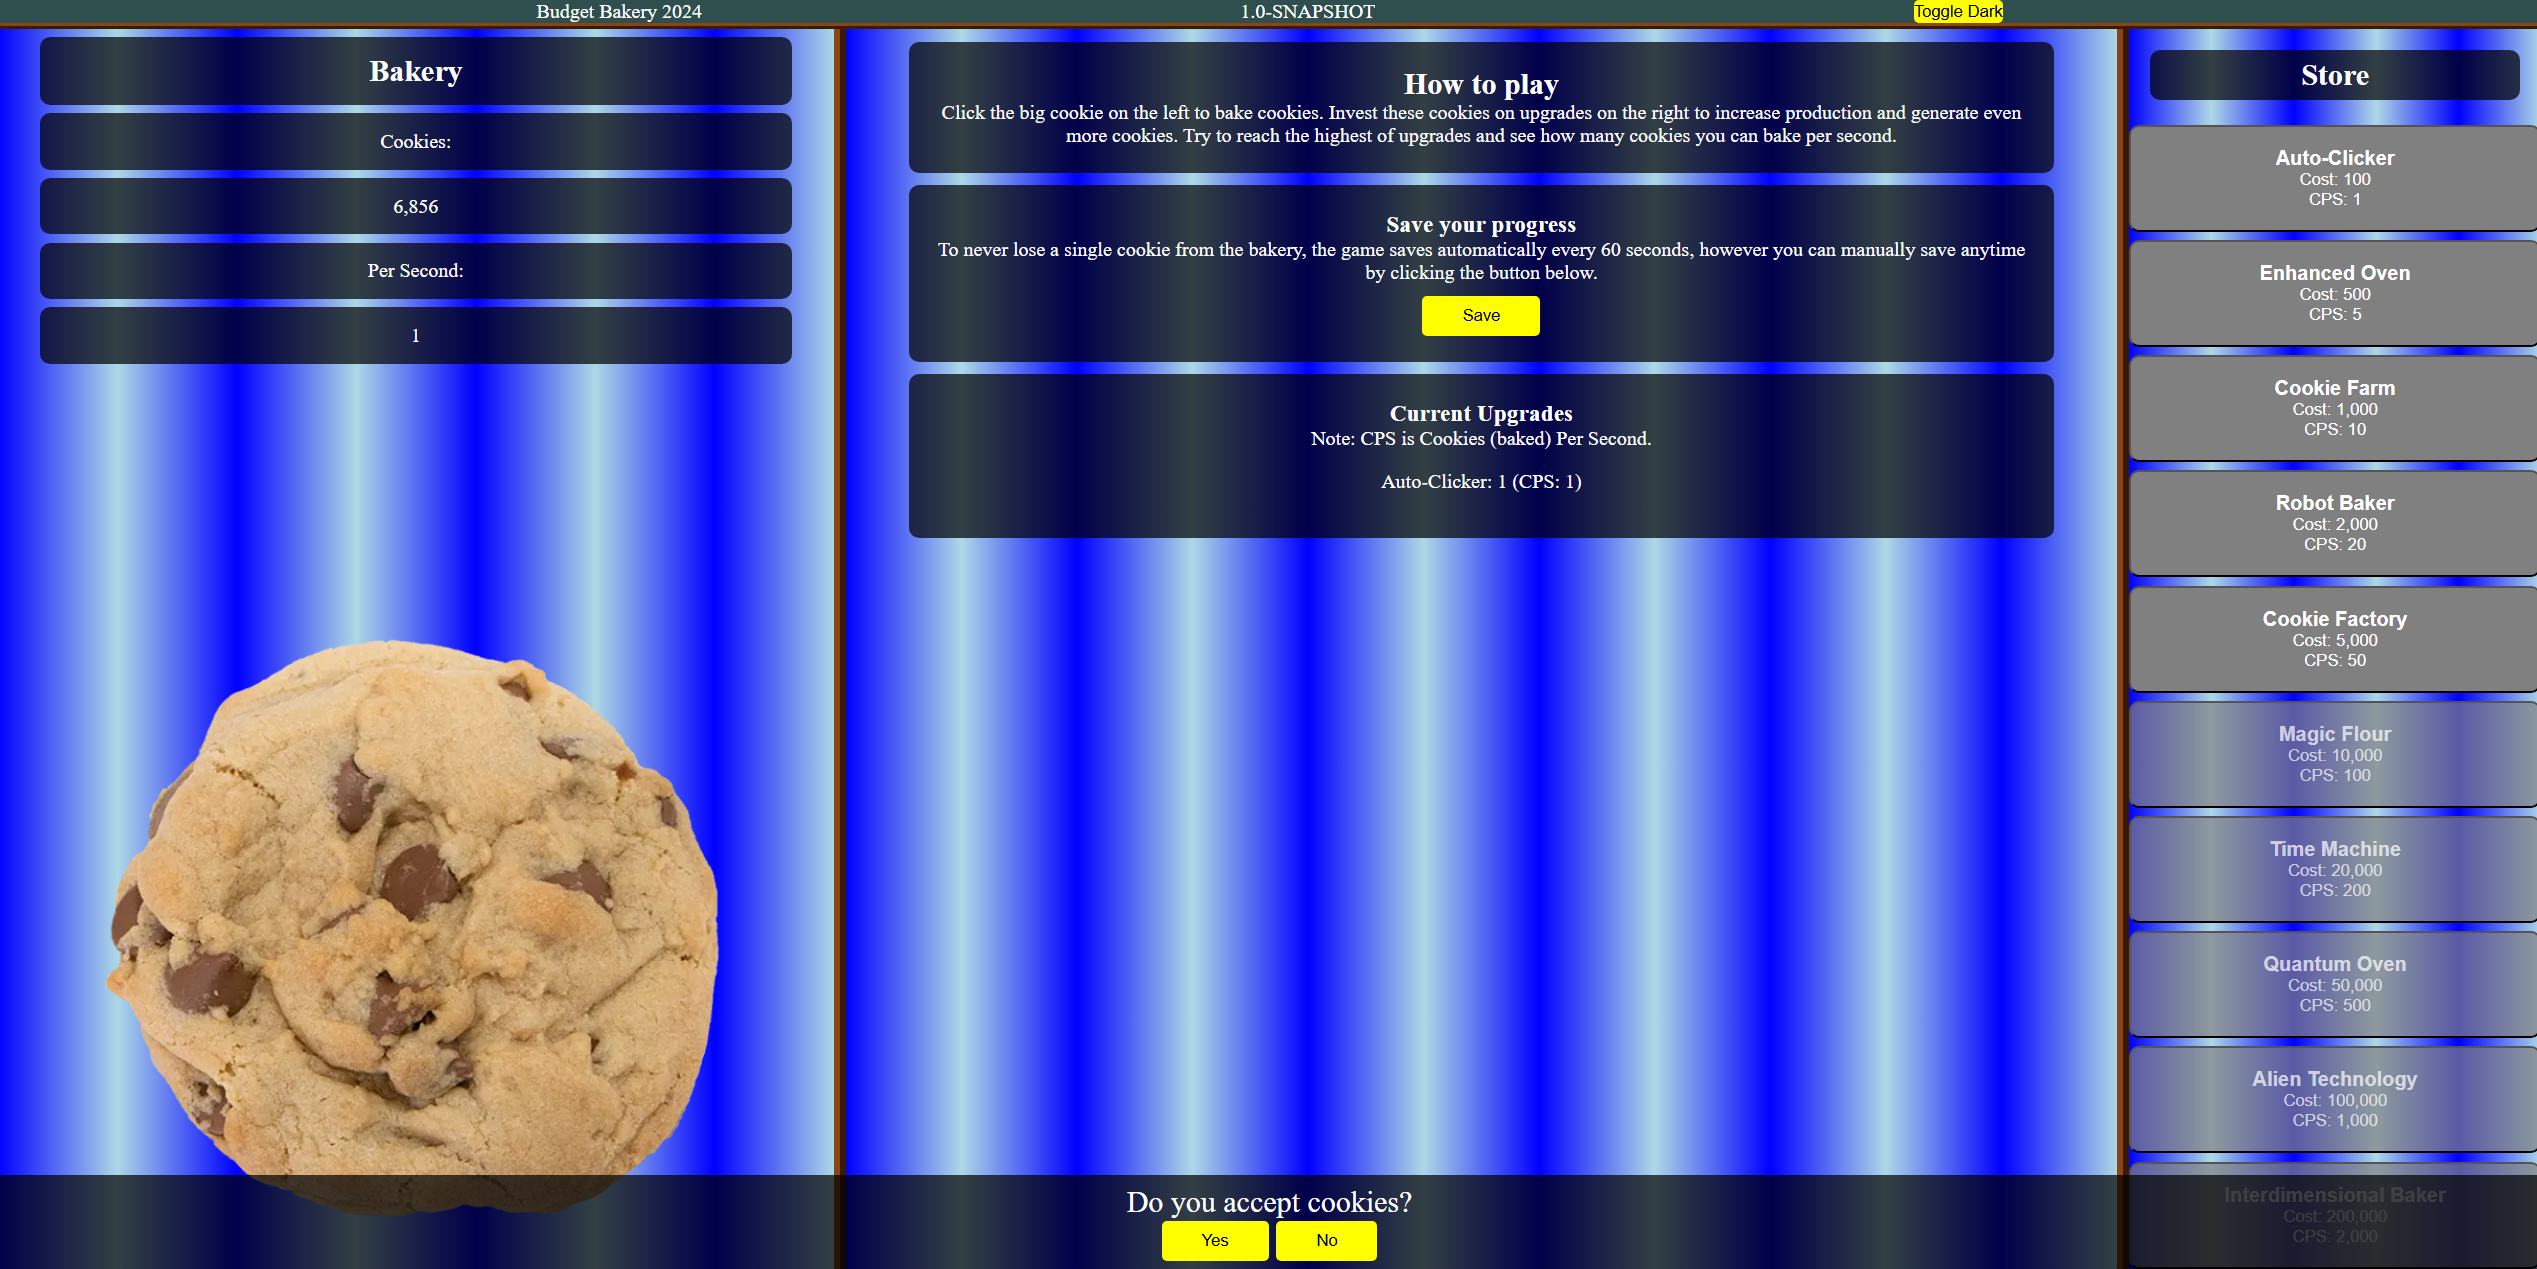 Budget Bakery 2024
1.0-SNAPSHOT
Toggle Dark
Bakery
Cookies:
6,856
Per Second:
1
How to play
Click the big cookie on the left to bake cookies. Invest these cookies on upgrades on the right to increase production and generate even
more cookies. Try to reach the highest of upgrades and see how many cookies you can bake per second.
Save your progress
To never lose a single cookie from the bakery, the game saves automatically every 60 seconds, however you can manually save anytime
by clicking the button below.
Save
Current Upgrades
Note: CPS is Cookies (baked) Per Second.
Auto-Clicker: 1 (CPS: 1)
Store
Auto-Clicker
Cost: 100
CPS: 1
Enhanced Oven
Cost: 500
CPS: 5
Cookie Farm
Cost: 1,000
CPS: 10
Robot Baker
Cost: 2,000
CPS: 20
Cookie Factory
Cost: 5,000
CPS: 50
Magic Flour
Cost: 10,000
CPS: 100
Time Machine
Cost: 20,000
CPS: 200
Quantum Oven
Cost: 50,000
CPS: 500
Alien Technology
Cost: 100,000
CPS: 1,000
Interdimensional Baker
Cost: 200,000
CPS: 2,000
Do you accept cookies?
Yes
No